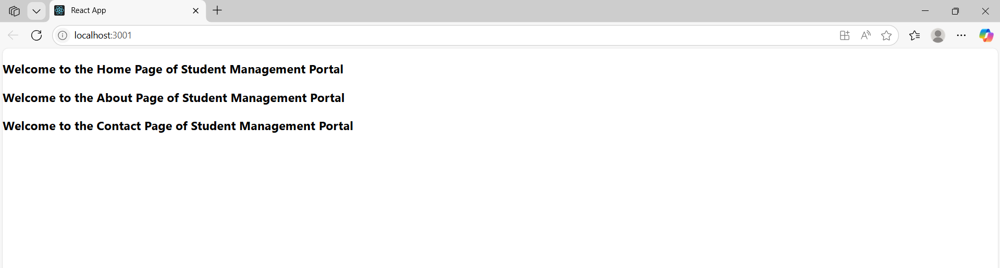 React App
localhost:3001
Welcome to the Home Page of Student Management Portal
Welcome to the About Page of Student Management Portal
Welcome to the Contact Page of Student Management Portal